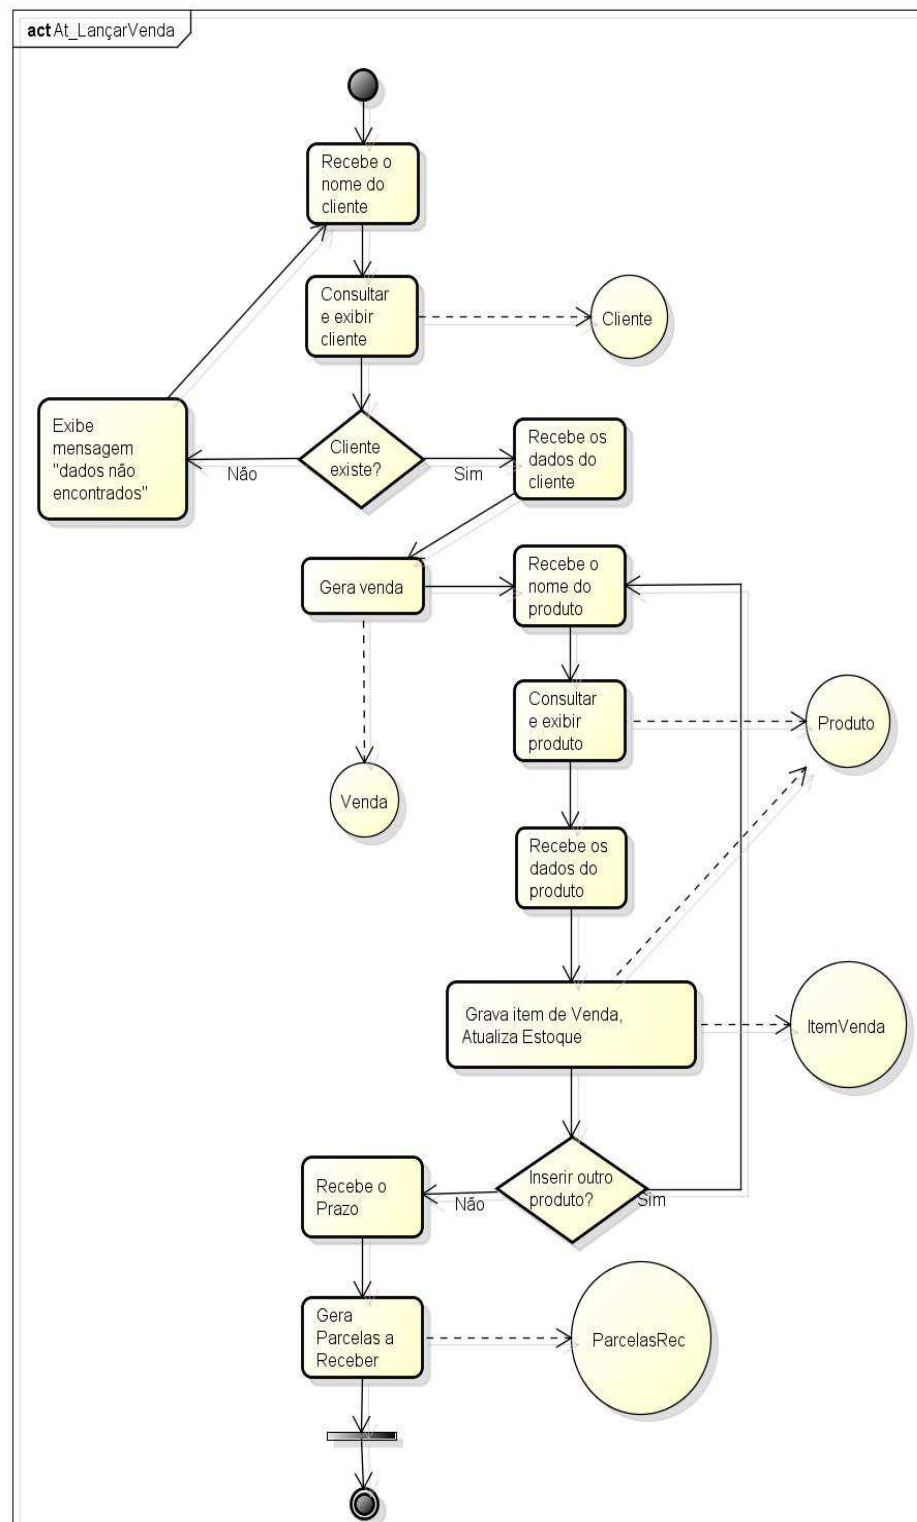 act At_LançarVenda
Recebe o
nome do
cliente
Consultar
e exibir
cliente
Cliente
Exibe
mensagem
"dados não
encontrados"
Não
Cliente
existe?
Sim
Recebe os
dados do
cliente
Gera venda
Recebe o
nome do
produto
Consultar
e exibir
produto
Produto
Venda
Recebe os
dados do
produto
Grava item de Venda,
Atualiza Estoque
ItemVenda
Inserir outro
produto?
Sim
Não
Recebe o
Prazo
Gera
Parcelas a
Receber
ParcelasRec